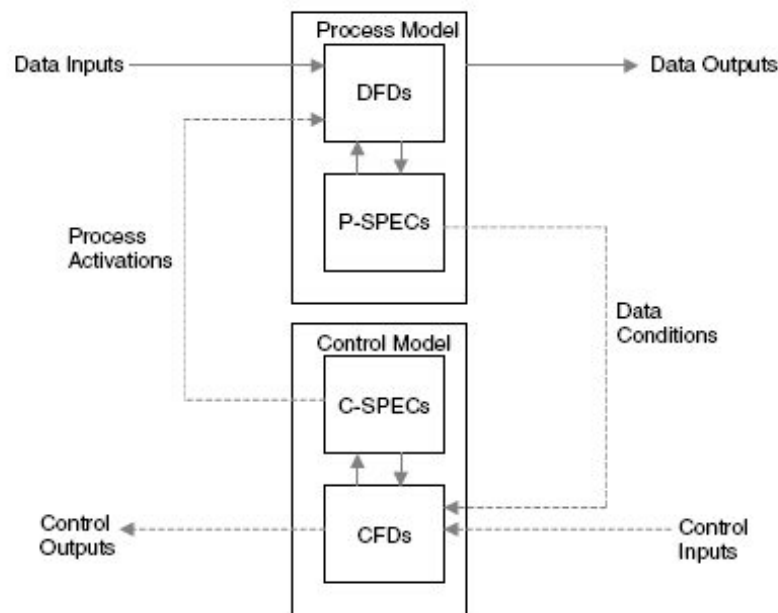 Process Model
Data Inputs
Data Outputs
DFDs
P-SPECs
Process
Activations
Data
Conditions
Control Model
C-SPECs
Control
Outputs
CFDs
Control
Inputs